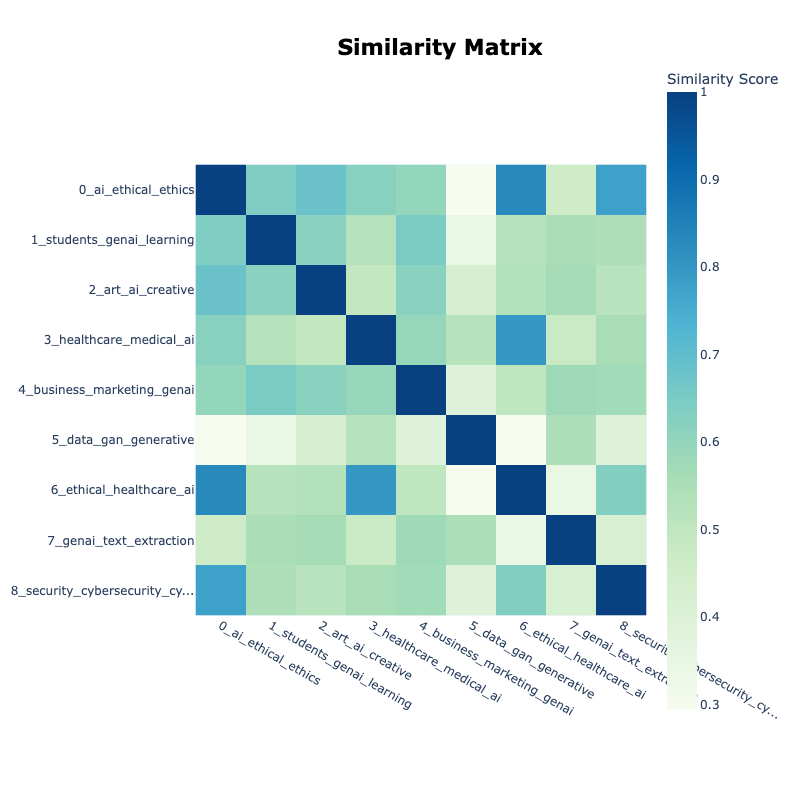 Similarity Matrix
Similarity Score
1
0.9
0.8
0.7
0.6
0.5
0.4
0.3
0_ai_ethical_ethics
1_students_genai_learning
2_art_ai_creative
3_healthcare_medical_ai
4_business_marketing_genai
5_data_gan_generative
6_ethical_healthcare_ai
7_genai_text_extraction
8_security_cybersecurity_cy...
0_ai_ethical_ethics
1_students_genai_learning
2_art_ai_creative
3_healthcare_medical_ai
4_business_marketing_genai
5_data_gan_generative
6_ethical_healthcare_ai